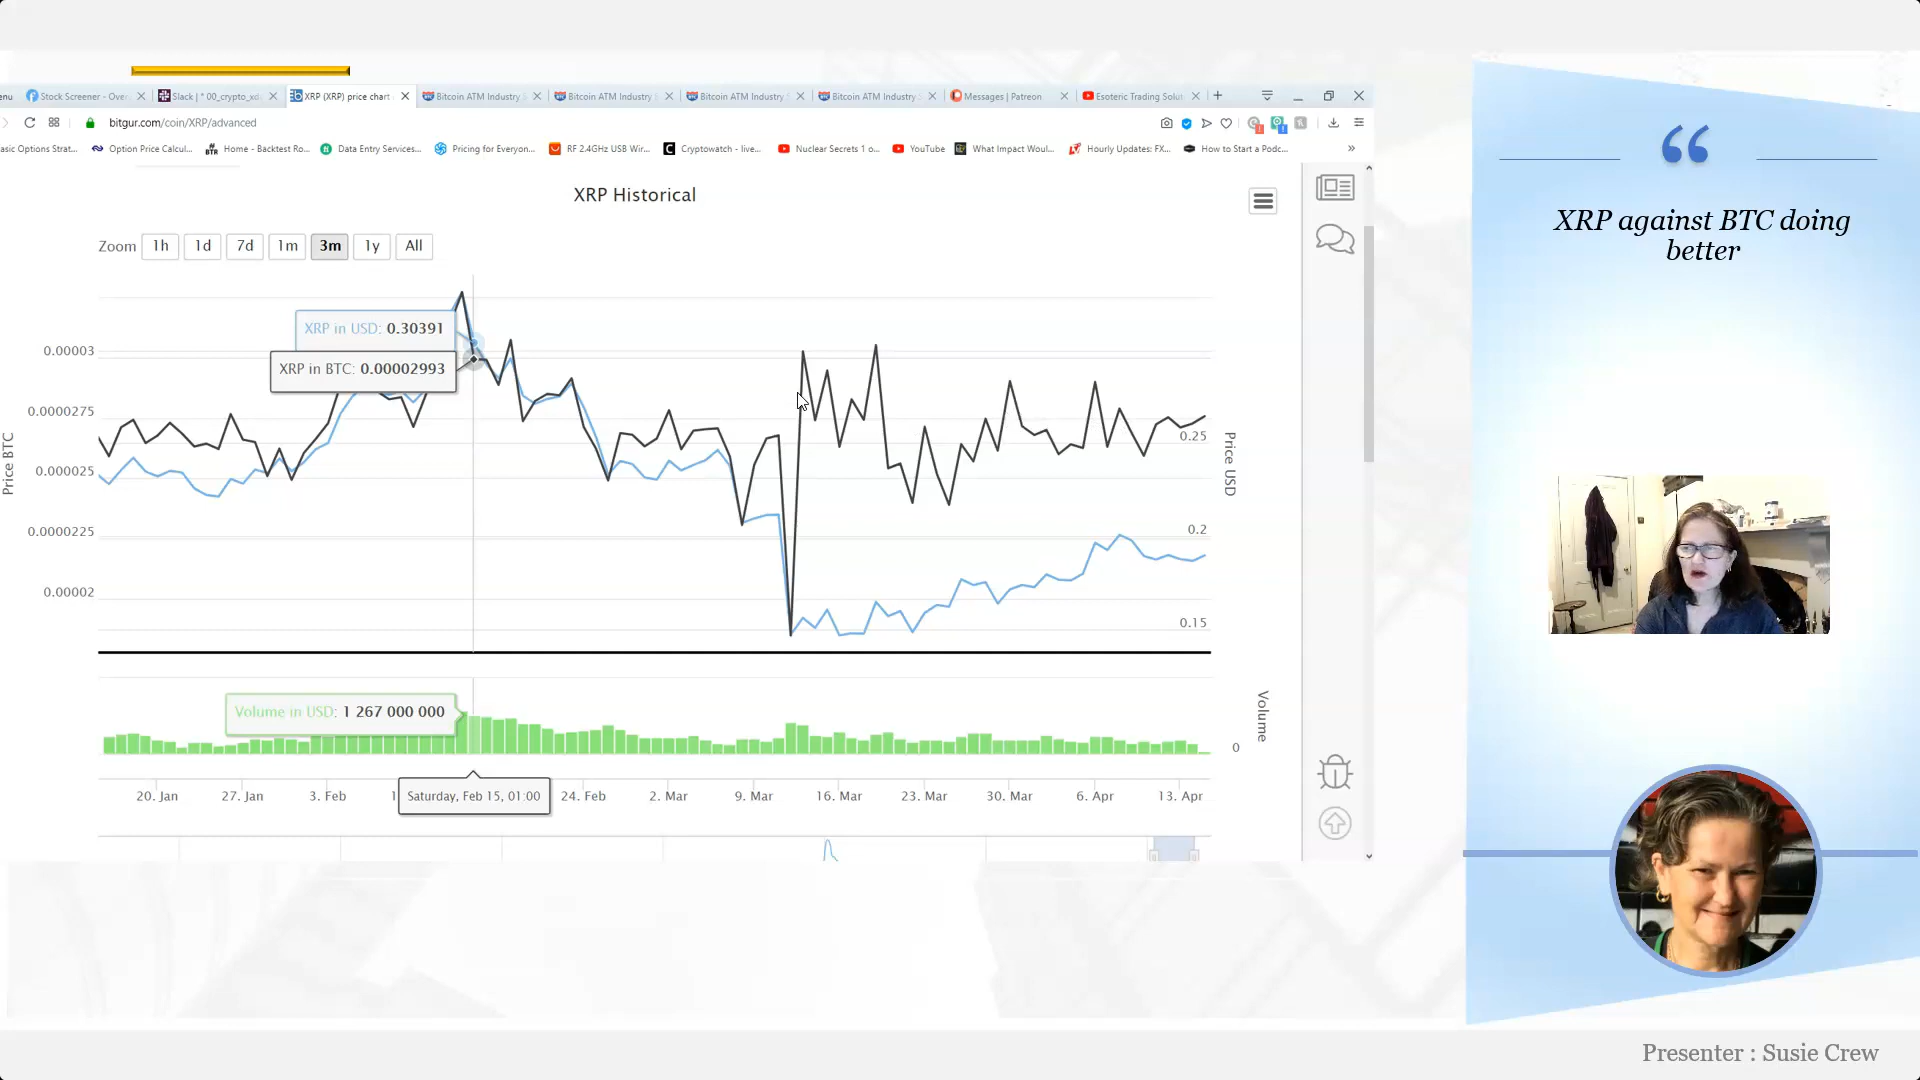 enu
Stock Screener - Ove
Slack | * 00_crypto_xd
XRP (XRP) price chart
Bitcoin ATM Industry
Bitcoin ATM Industry
Bitcoin ATM Industry
Bitcoin ATM Industry
Messages | Patreon
Esoteric Trading Solut
bitgur.com/coin/XRP/advanced
asic Options Strat...
Option Price Calcul...
BTR
Home - Backtest Ro...
Data Entry Services...
Pricing for Everyon...
RF 2.4GHz USB Wir...
Cryptowatch - live...
Nuclear Secrets 1 o...
YouTube
What Impact Woul...
Hourly Updates: FX...
How to Start a Podc...
XRP Historical
Zoom 1h 1d 7d 1m 3m 1y All
XRP in USD: 0.30391
XRP in BTC: 0.00002993
0.00003
0.0000275
0.000025
0.0000225
0.00002
Price BTC
0.25
0.2
0.15
Price USD
Volume in USD: 1 267 000 000
Volume
0
20. Jan
27. Jan
3. Feb
1
Saturday, Feb 15, 01:00
24. Feb
2. Mar
9. Mar
16. Mar
23. Mar
30. Mar
6. Apr
13. Apr
“
XRP against BTC doing
better
Presenter : Susie Crew